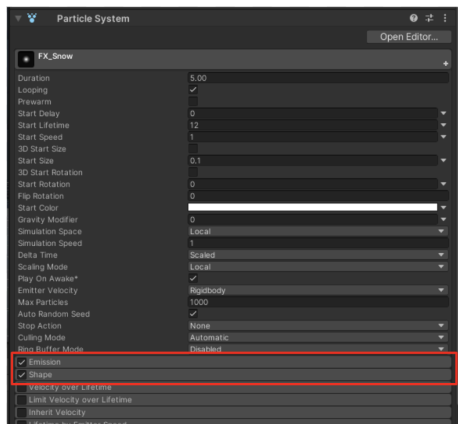 Particle System
Open Editor...
FX_Snow
Duration 5.00
Looping
Prewarm
Start Delay 0
Start Lifetime 12
Start Speed 1
3D Start Size
Start Size 0.1
3D Start Rotation
Start Rotation 0
Flip Rotation 0
Start Color
Gravity Modifier 0
Simulation Space Local
Simulation Speed 1
Delta Time Scaled
Scaling Mode Local
Play On Awake*
Emitter Velocity Rigidbody
Max Particles 1000
Auto Random Seed
Stop Action None
Culling Mode Automatic
Ring Buffer Mode Disabled
Emission
Shape
Velocity over Lifetime
Limit Velocity over Lifetime
Inherit Velocity
Lifetime by Emitter Speed